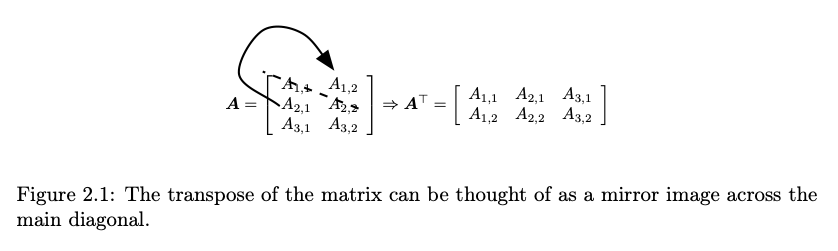 A = [ A1,1 A1,2
A2,1 A2,2
A3,1 A3,2 ] ⇒ A⊤ = [ A1,1 A2,1 A3,1
A1,2 A2,2 A3,2 ]
Figure 2.1: The transpose of the matrix can be thought of as a mirror image across the
main diagonal.